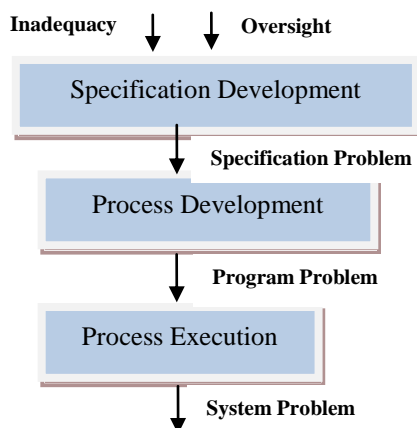 Inadequacy
Oversight
Specification Development
Specification Problem
Process Development
Program Problem
Process Execution
System Problem